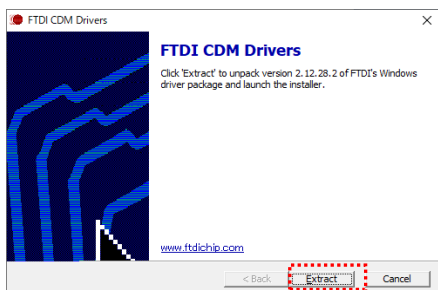 FTDI CDM Drivers
FTDI CDM Drivers
Click 'Extract' to unpack version 2.12.28.2 of FTDI's Windows
driver package and launch the installer.
www.ftdichip.com
< Back Extract Cancel